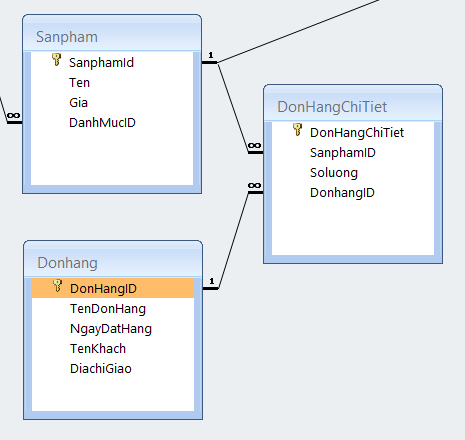 Sanpham
SanphamId
Ten
Gia
DanhMucID
1
∞
DonHangChiTiet
DonHangChiTiet
SanphamID
Soluong
DonhangID
∞
∞
Donhang
DonHangID
TenDonHang
NgayDatHang
TenKhach
DiachiGiao
1